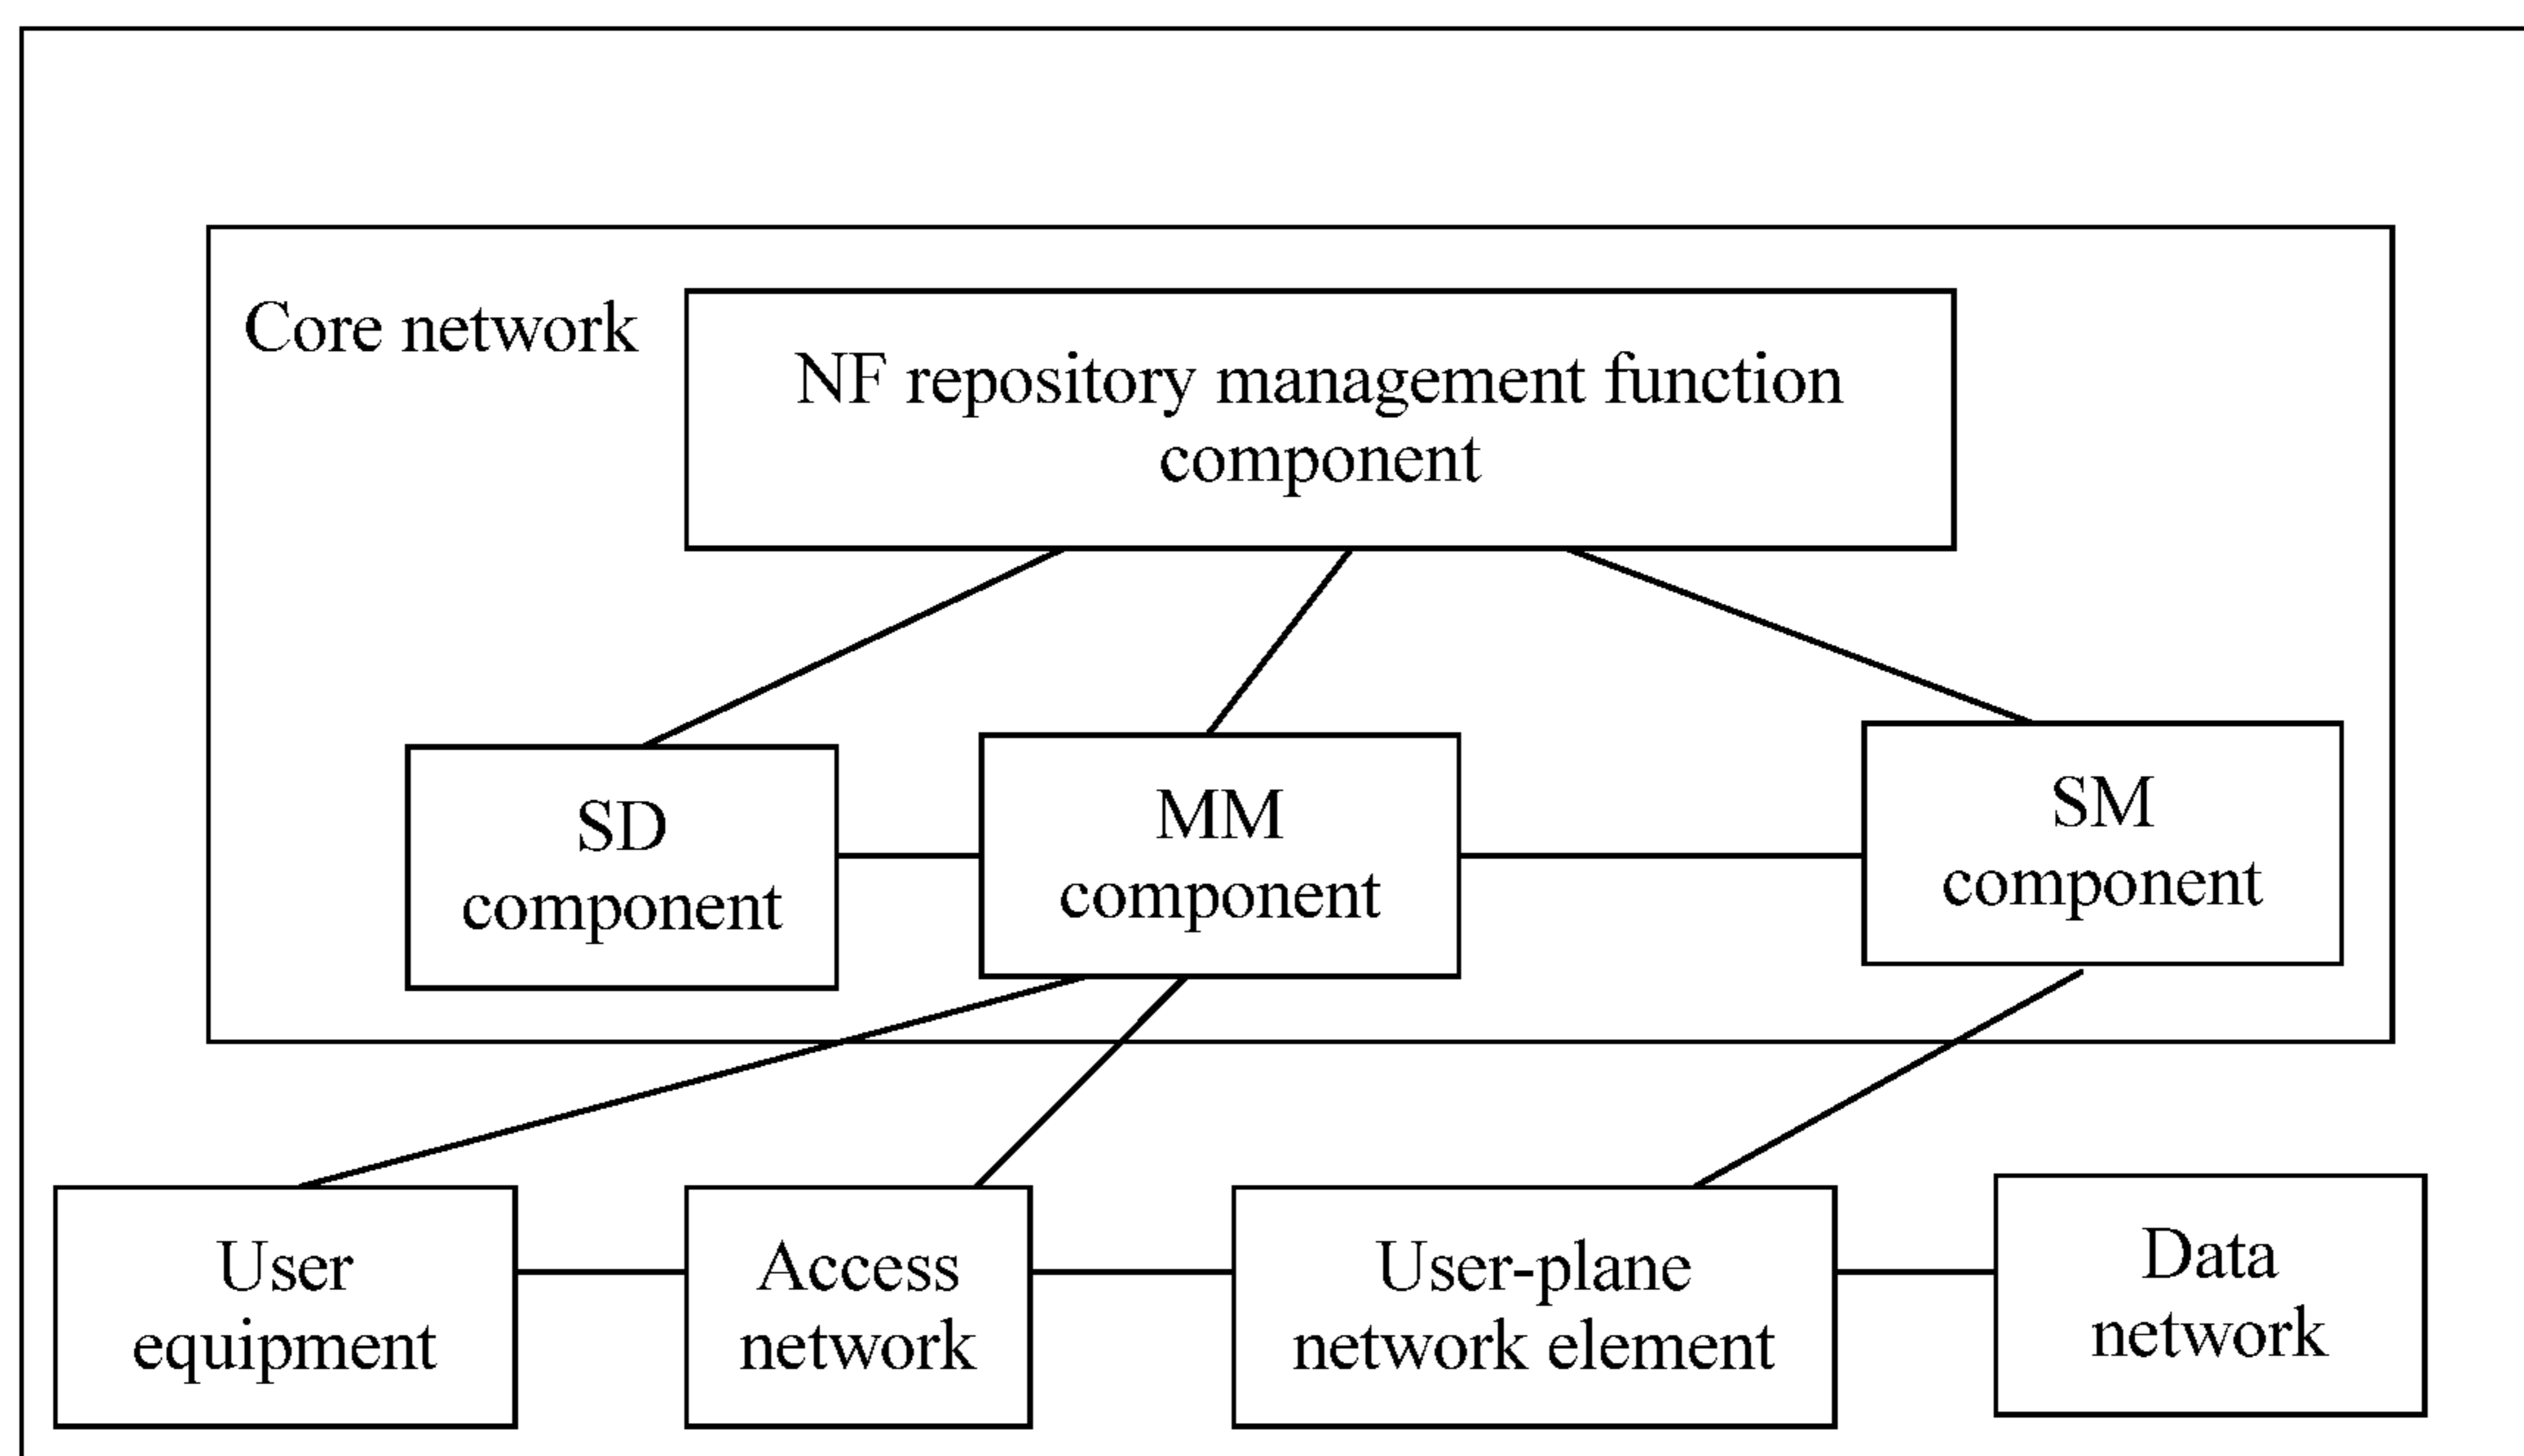 Core network
NF repository management function
component
SD
component
MM
component
SM
component
User
equipment
Access
network
User-plane
network element
Data
network